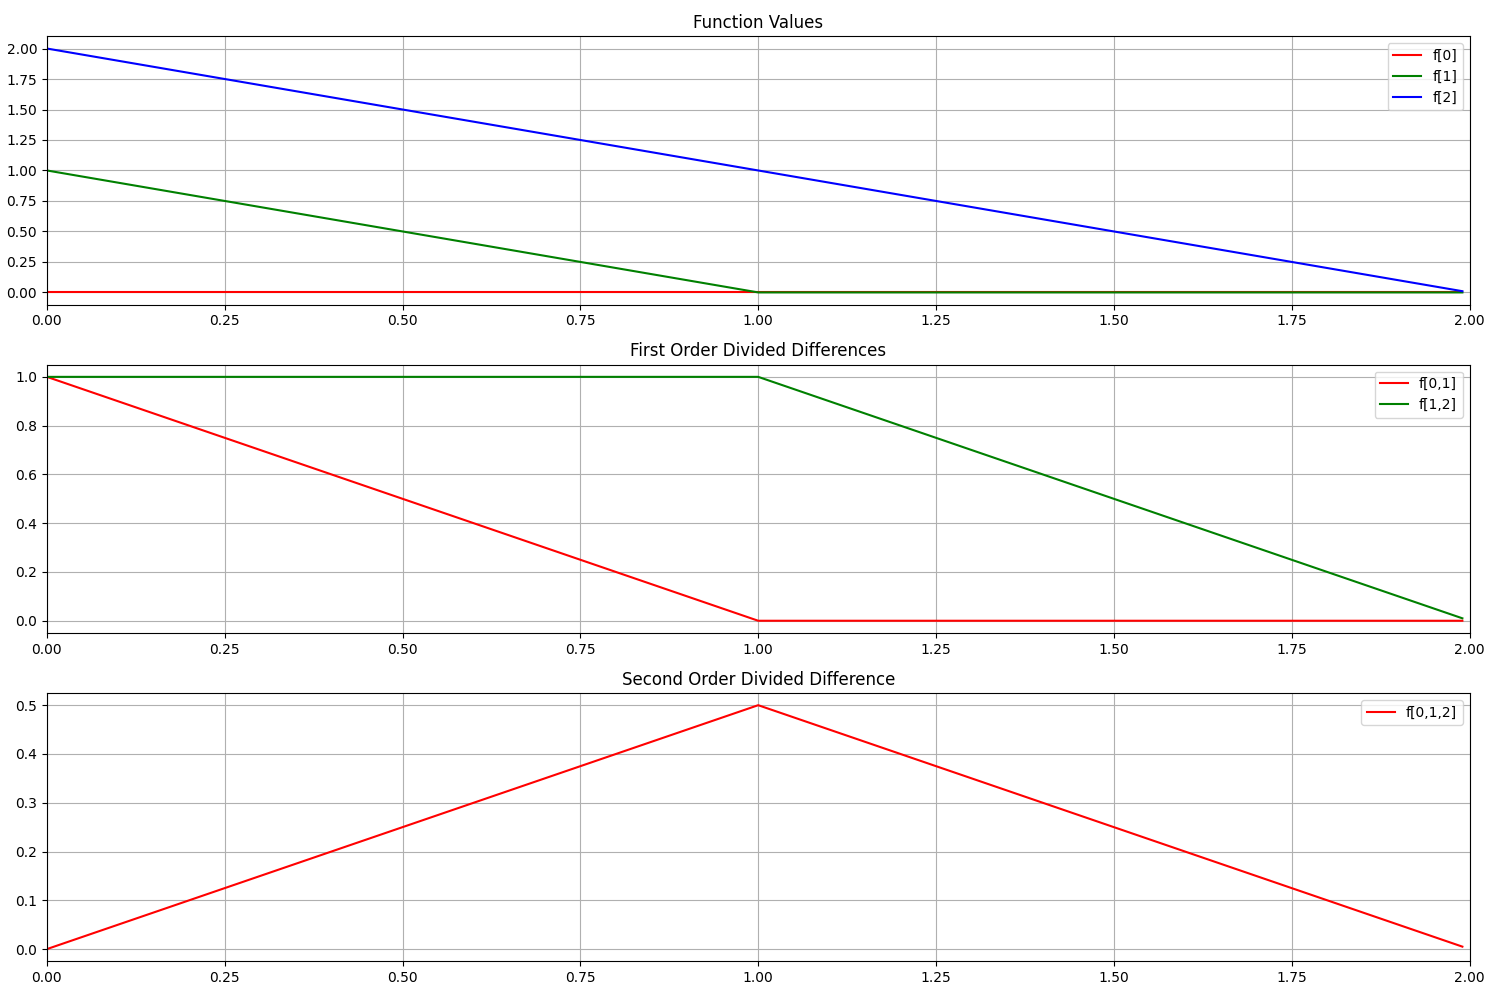 Function Values
2.00
1.75
1.50
1.25
1.00
0.75
0.50
0.25
0.00
f[0]
f[1]
f[2]
0.00 0.25 0.50 0.75 1.00 1.25 1.50 1.75 2.00
First Order Divided Differences
1.0
0.8
0.6
0.4
0.2
0.0
f[0,1]
f[1,2]
0.00 0.25 0.50 0.75 1.00 1.25 1.50 1.75 2.00
Second Order Divided Difference
0.5
0.4
0.3
0.2
0.1
0.0
f[0,1,2]
0.00 0.25 0.50 0.75 1.00 1.25 1.50 1.75 2.00